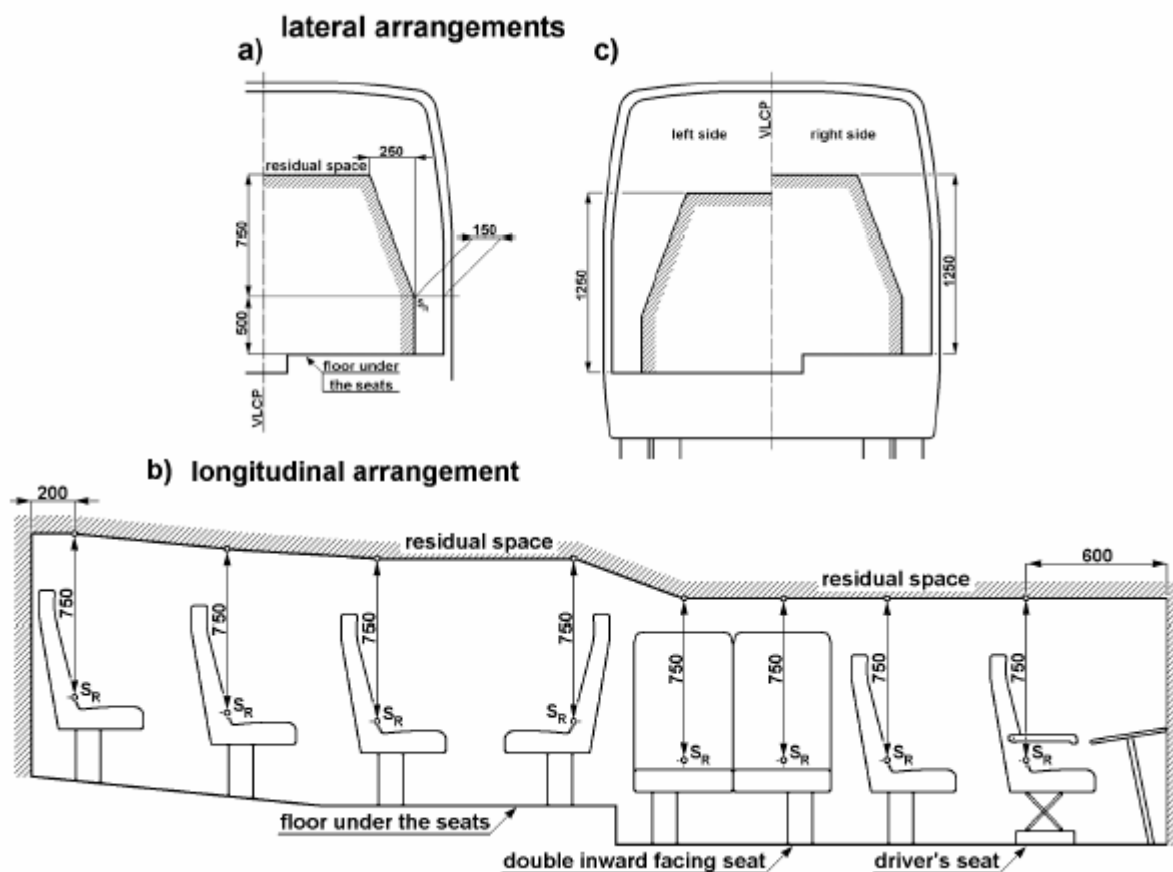 lateral arrangements
a)
c)
VLCP
left side
right side
250
residual space
750
150
1250
1250
S_R
500
floor under
the seats
VLCP
b) longitudinal arrangement
200
residual space
600
residual space
750
750
750
750
750
750
750
750
S_R
S_R
S_R
S_R
S_R
S_R
S_R
S_R
floor under the seats
double inward facing seat
driver's seat